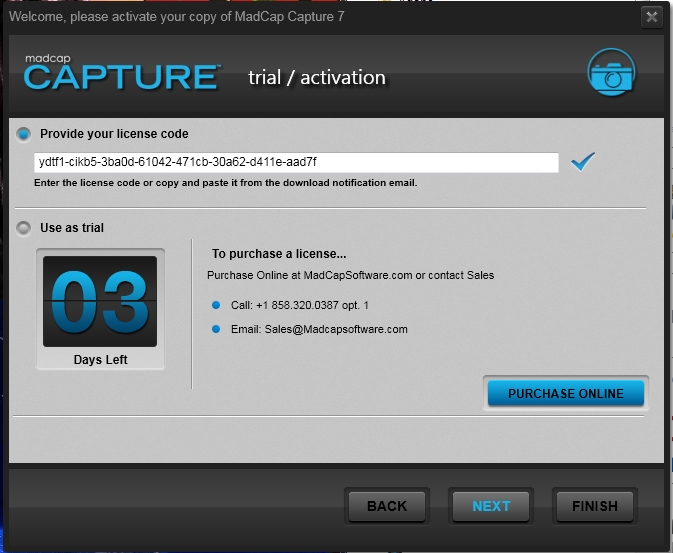 Welcome, please activate your copy of MadCap Capture 7
madcap
CAPTURE
trial / activation
Provide your license code
ydtf1-cikb5-3ba0d-61042-471cb-30a62-d411e-aad7f
Enter the license code or copy and paste it from the download notification email.
Use as trial
03
Days Left
To purchase a license...
Purchase Online at MadCapSoftware.com or contact Sales
Call: +1 858.320.0387 opt. 1
Email: Sales@Madcapsoftware.com
PURCHASE ONLINE
BACK
NEXT
FINISH